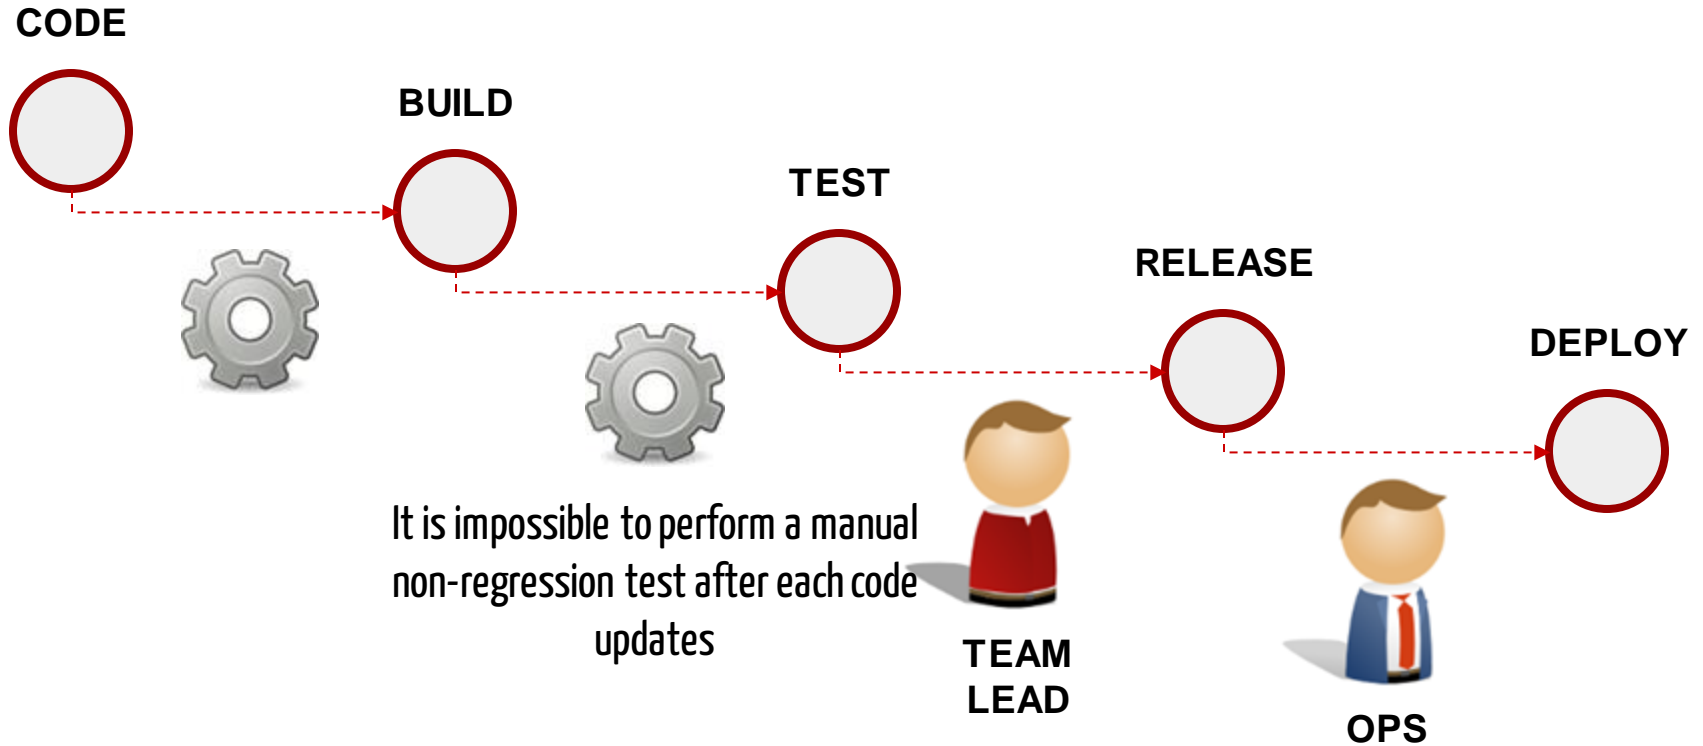 CODE
BUILD
TEST
RELEASE
DEPLOY
It is impossible to perform a manual
non-regression test after each code
updates
TEAM
LEAD
OPS